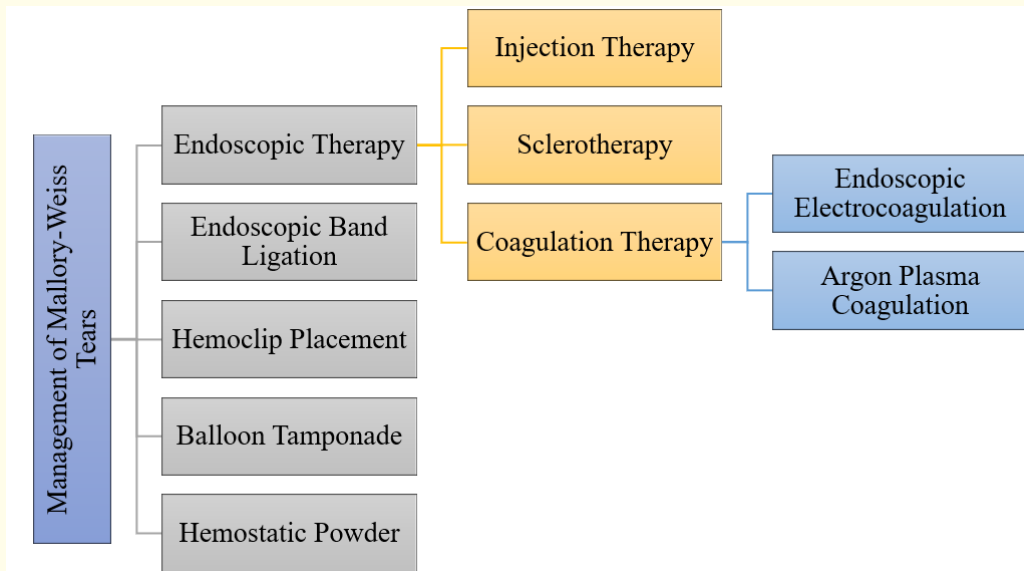 Management of Mallory-Weiss
Tears
Endoscopic Therapy
Endoscopic Band
Ligation
Hemoclip Placement
Balloon Tamponade
Hemostatic Powder
Injection Therapy
Sclerotherapy
Coagulation Therapy
Endoscopic
Electrocoagulation
Argon Plasma
Coagulation